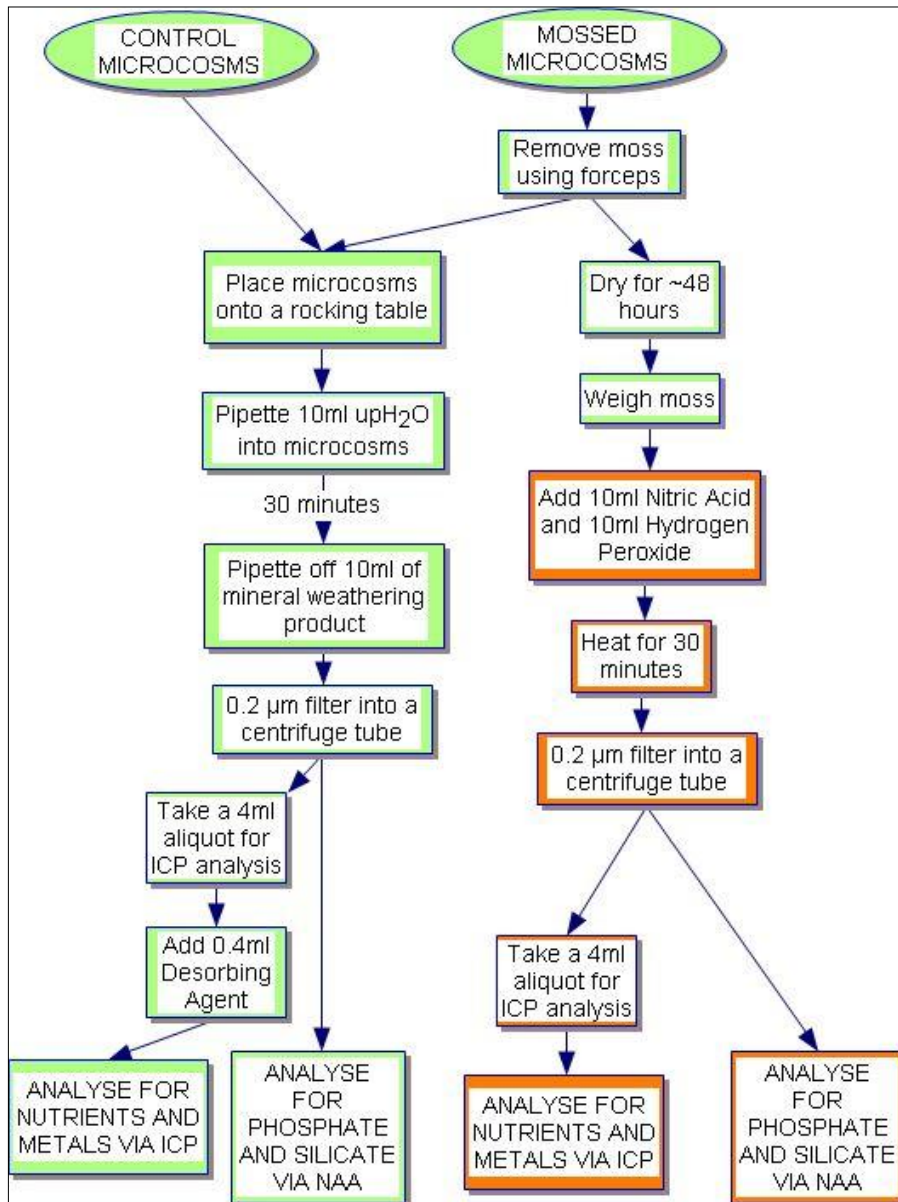 CONTROL
MICROCOSMS
MOSSED
MICROCOSMS
Remove moss
using forceps
Place microcosms
onto a rocking table
Dry for ~48
hours
Pipette 10ml upH₂O
into microcosms
Weigh moss
30 minutes
Add 10ml Nitric Acid
and 10ml Hydrogen
Peroxide
Pipette off 10ml of
mineral weathering
product
Heat for 30
minutes
0.2 µm filter into a
centrifuge tube
0.2 µm filter into a
centrifuge tube
Take a 4ml
aliquot for
ICP analysis
Add 0.4ml
Desorbing
Agent
Take a 4ml
aliquot for
ICP analysis
ANALYSE FOR
NUTRIENTS AND
METALS VIA ICP
ANALYSE
FOR
PHOSPHATE
AND SILICATE
VIA NAA
ANALYSE FOR
NUTRIENTS AND
METALS VIA ICP
ANALYSE
FOR
PHOSPHATE
AND SILICATE
VIA NAA